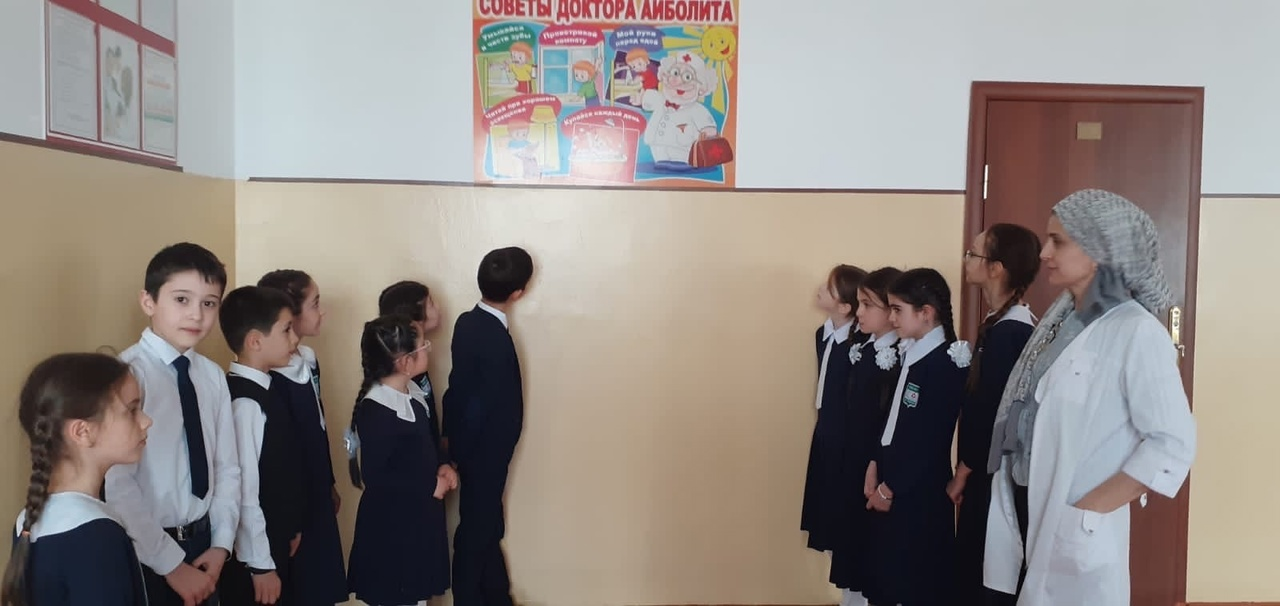 СОВЕТЫ ДОКТОРА АЙБОЛИТА
Умывайся
и чисти зубы
Проветривай
комнату
Мой руки
перед едой
Читай при хорошем
освещении
Купайся каждый день